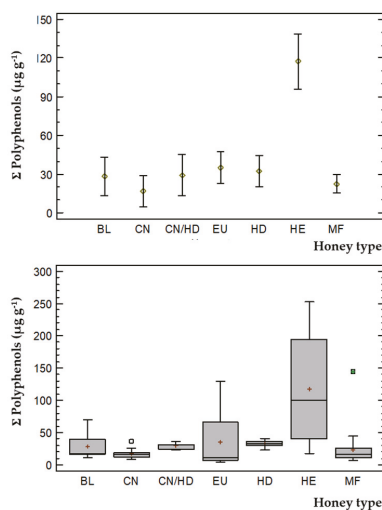 Σ Polyphenols (µg g⁻¹)
150
120
90
60
30
0
BL CN CN/HD EU HD HE MF
Honey type
Σ Polyphenols (µg g⁻¹)
300
250
200
150
100
50
0
BL CN CN/HD EU HD HE MF
Honey type